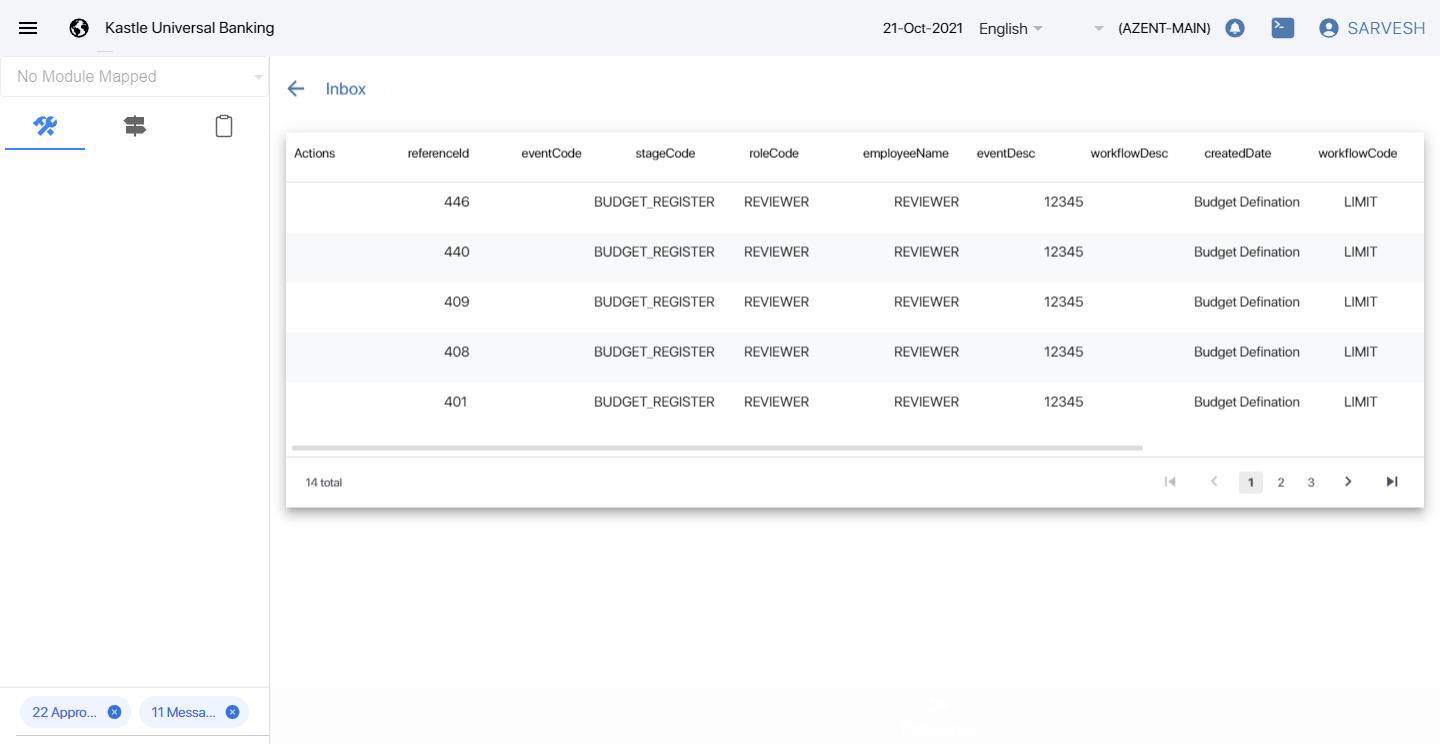 Kastle Universal Banking 21-Oct-2021 English (AZENT-MAIN) SARVESH
No Module Mapped
Inbox
Actions referenceId eventCode stageCode roleCode employeeName eventDesc workflowDesc createdDate workflowCode
446 BUDGET_REGISTER REVIEWER REVIEWER 12345 Budget Defination LIMIT
440 BUDGET_REGISTER REVIEWER REVIEWER 12345 Budget Defination LIMIT
409 BUDGET_REGISTER REVIEWER REVIEWER 12345 Budget Defination LIMIT
408 BUDGET_REGISTER REVIEWER REVIEWER 12345 Budget Defination LIMIT
401 BUDGET_REGISTER REVIEWER REVIEWER 12345 Budget Defination LIMIT
14 total 1 2 3
22 Appro... 11 Messa...